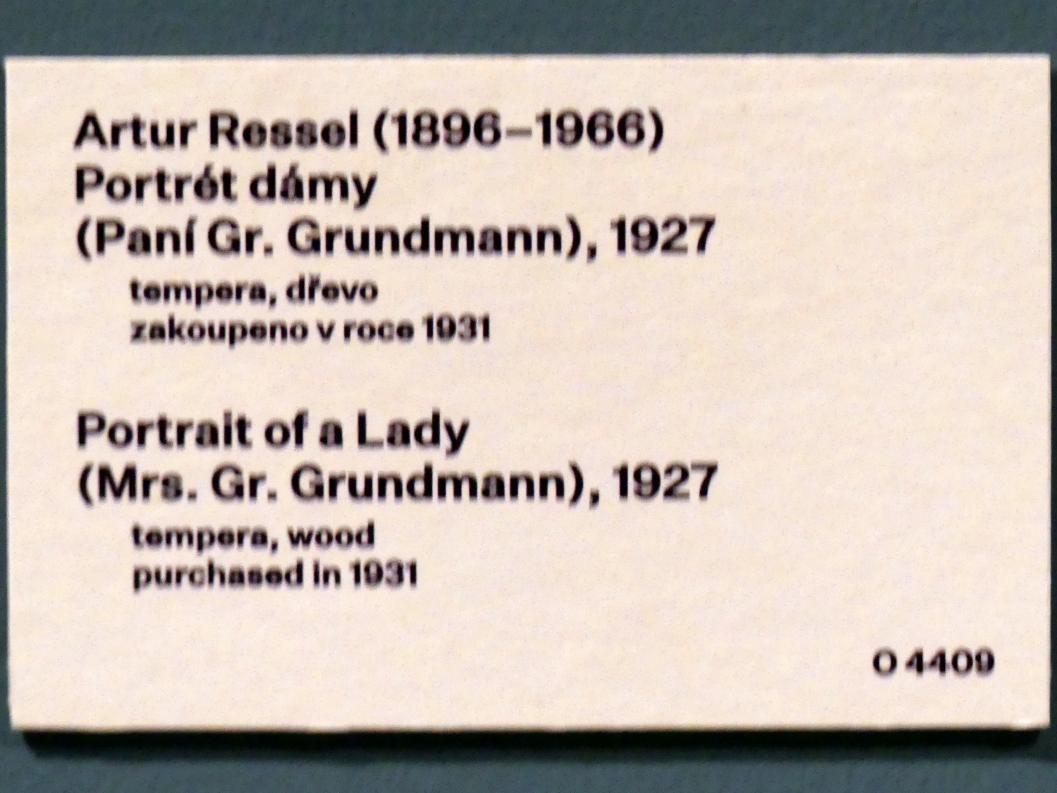 Artur Ressel (1896–1966)
Portrét dámy
(Paní Gr. Grundmann), 1927
tempera, dřevo
zakoupeno v roce 1931
Portrait of a Lady
(Mrs. Gr. Grundmann), 1927
tempera, wood
purchased in 1931
O 4409